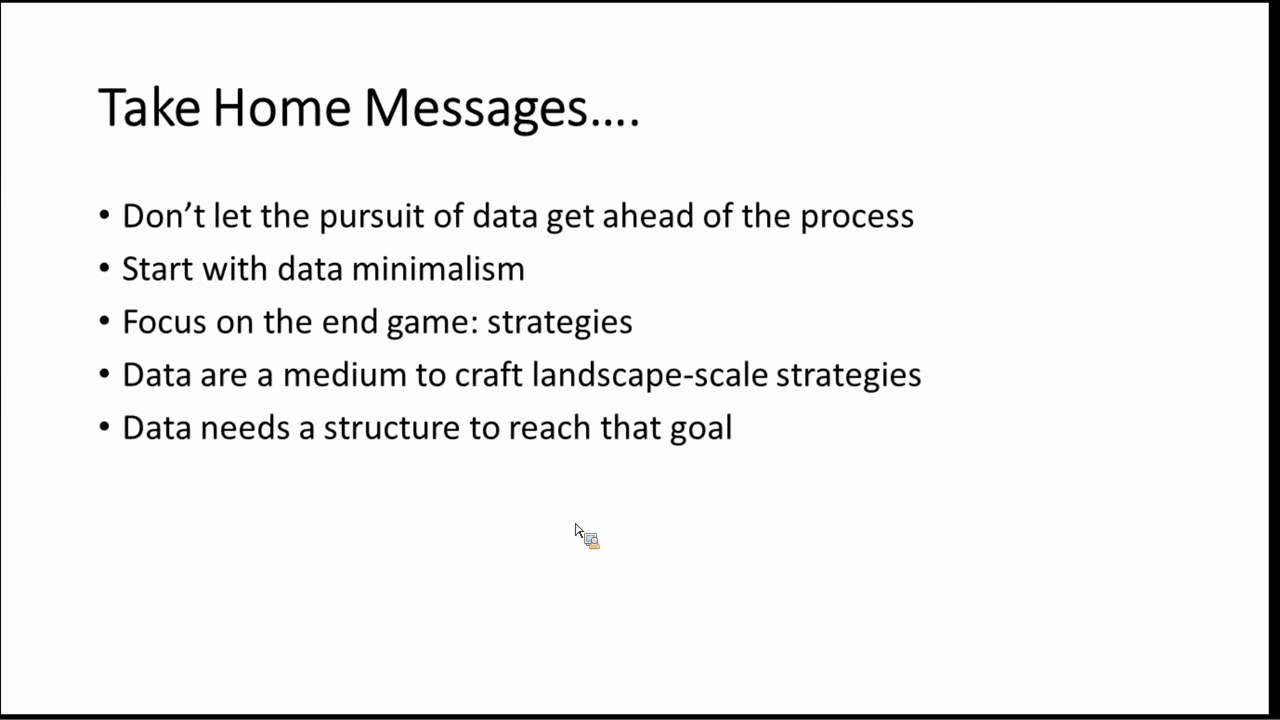 Take Home Messages....
• Don’t let the pursuit of data get ahead of the process
• Start with data minimalism
• Focus on the end game: strategies
• Data are a medium to craft landscape-scale strategies
• Data needs a structure to reach that goal